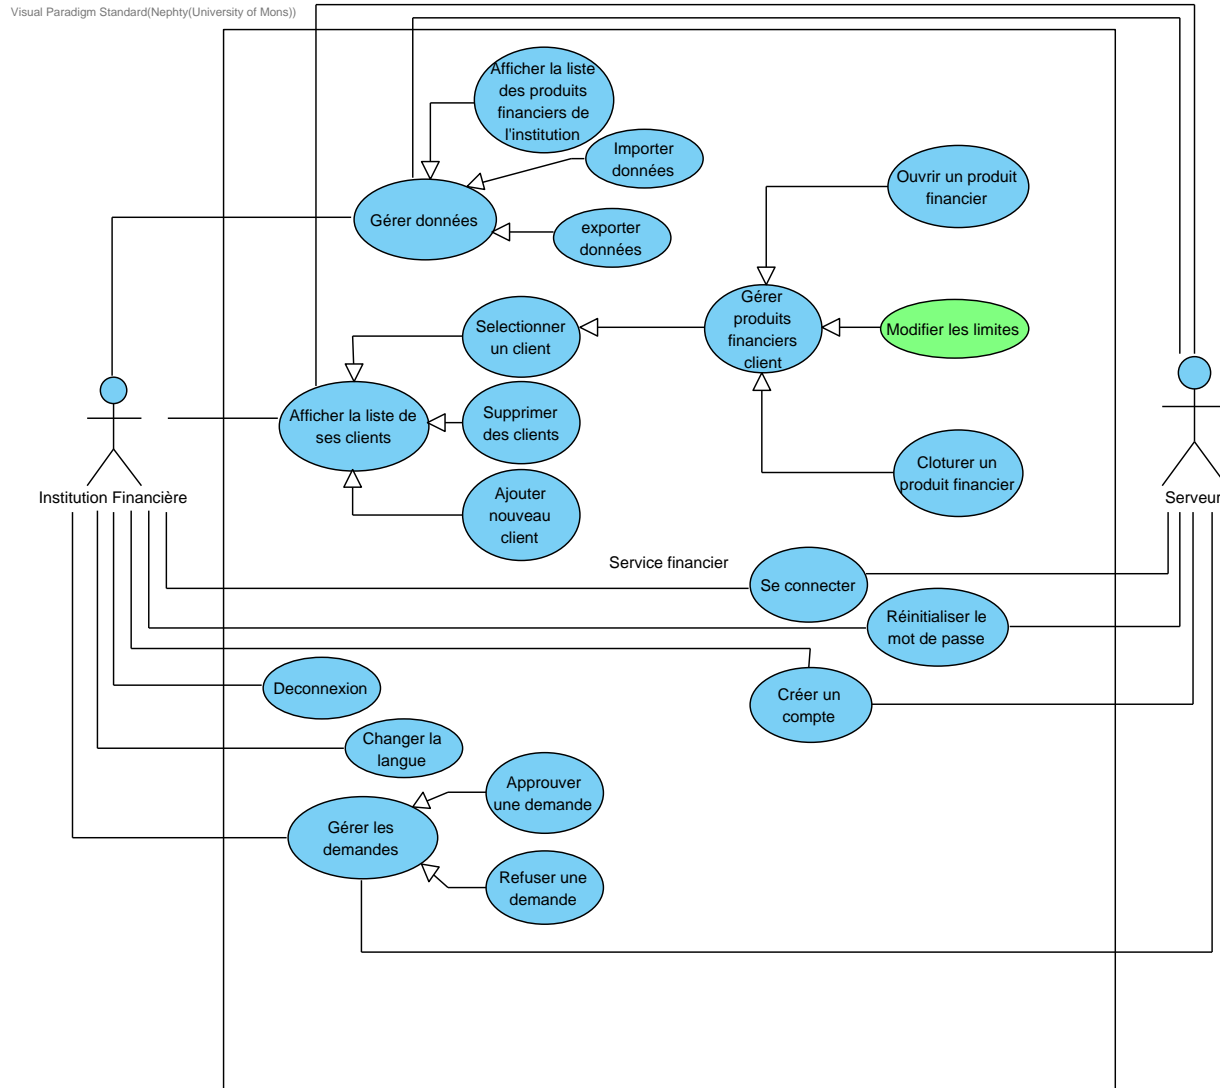 Visual Paradigm Standard(Nephty(University of Mons))
Afficher la liste
des produits
financiers de
l'institution
Importer
données
Gérer données
exporter
données
Ouvrir un produit
financier
Gérer
produits
financiers
client
Modifier les limites
Selectionner
un client
Afficher la liste de
ses clients
Supprimer
des clients
Cloturer un
produit financier
Ajouter
nouveau
client
Institution Financière
Serveur
Service financier
Se connecter
Réinitialiser le
mot de passe
Deconnexion
Créer un
compte
Changer la
langue
Approuver
une demande
Gérer les
demandes
Refuser une
demande